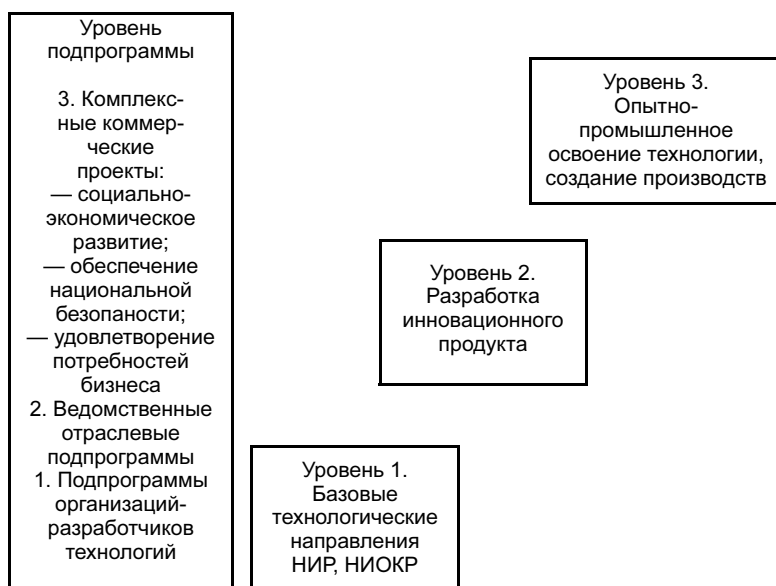 Уровень
подпрограммы
3. Комплекс-
ные коммер-
ческие
проекты:
— социально-
экономическое
развитие;
— обеспечение
национальной
безопаности;
— удовлетворение
потребностей
бизнеса
2. Ведомственные
отраслевые
подпрограммы
1. Подпрограммы
организаций-
разработчиков
технологий
Уровень 1.
Базовые
технологические
направления
НИР, НИОКР
Уровень 2.
Разработка
инновационного
продукта
Уровень 3.
Опытно-
промышленное
освоение технологии,
создание производств